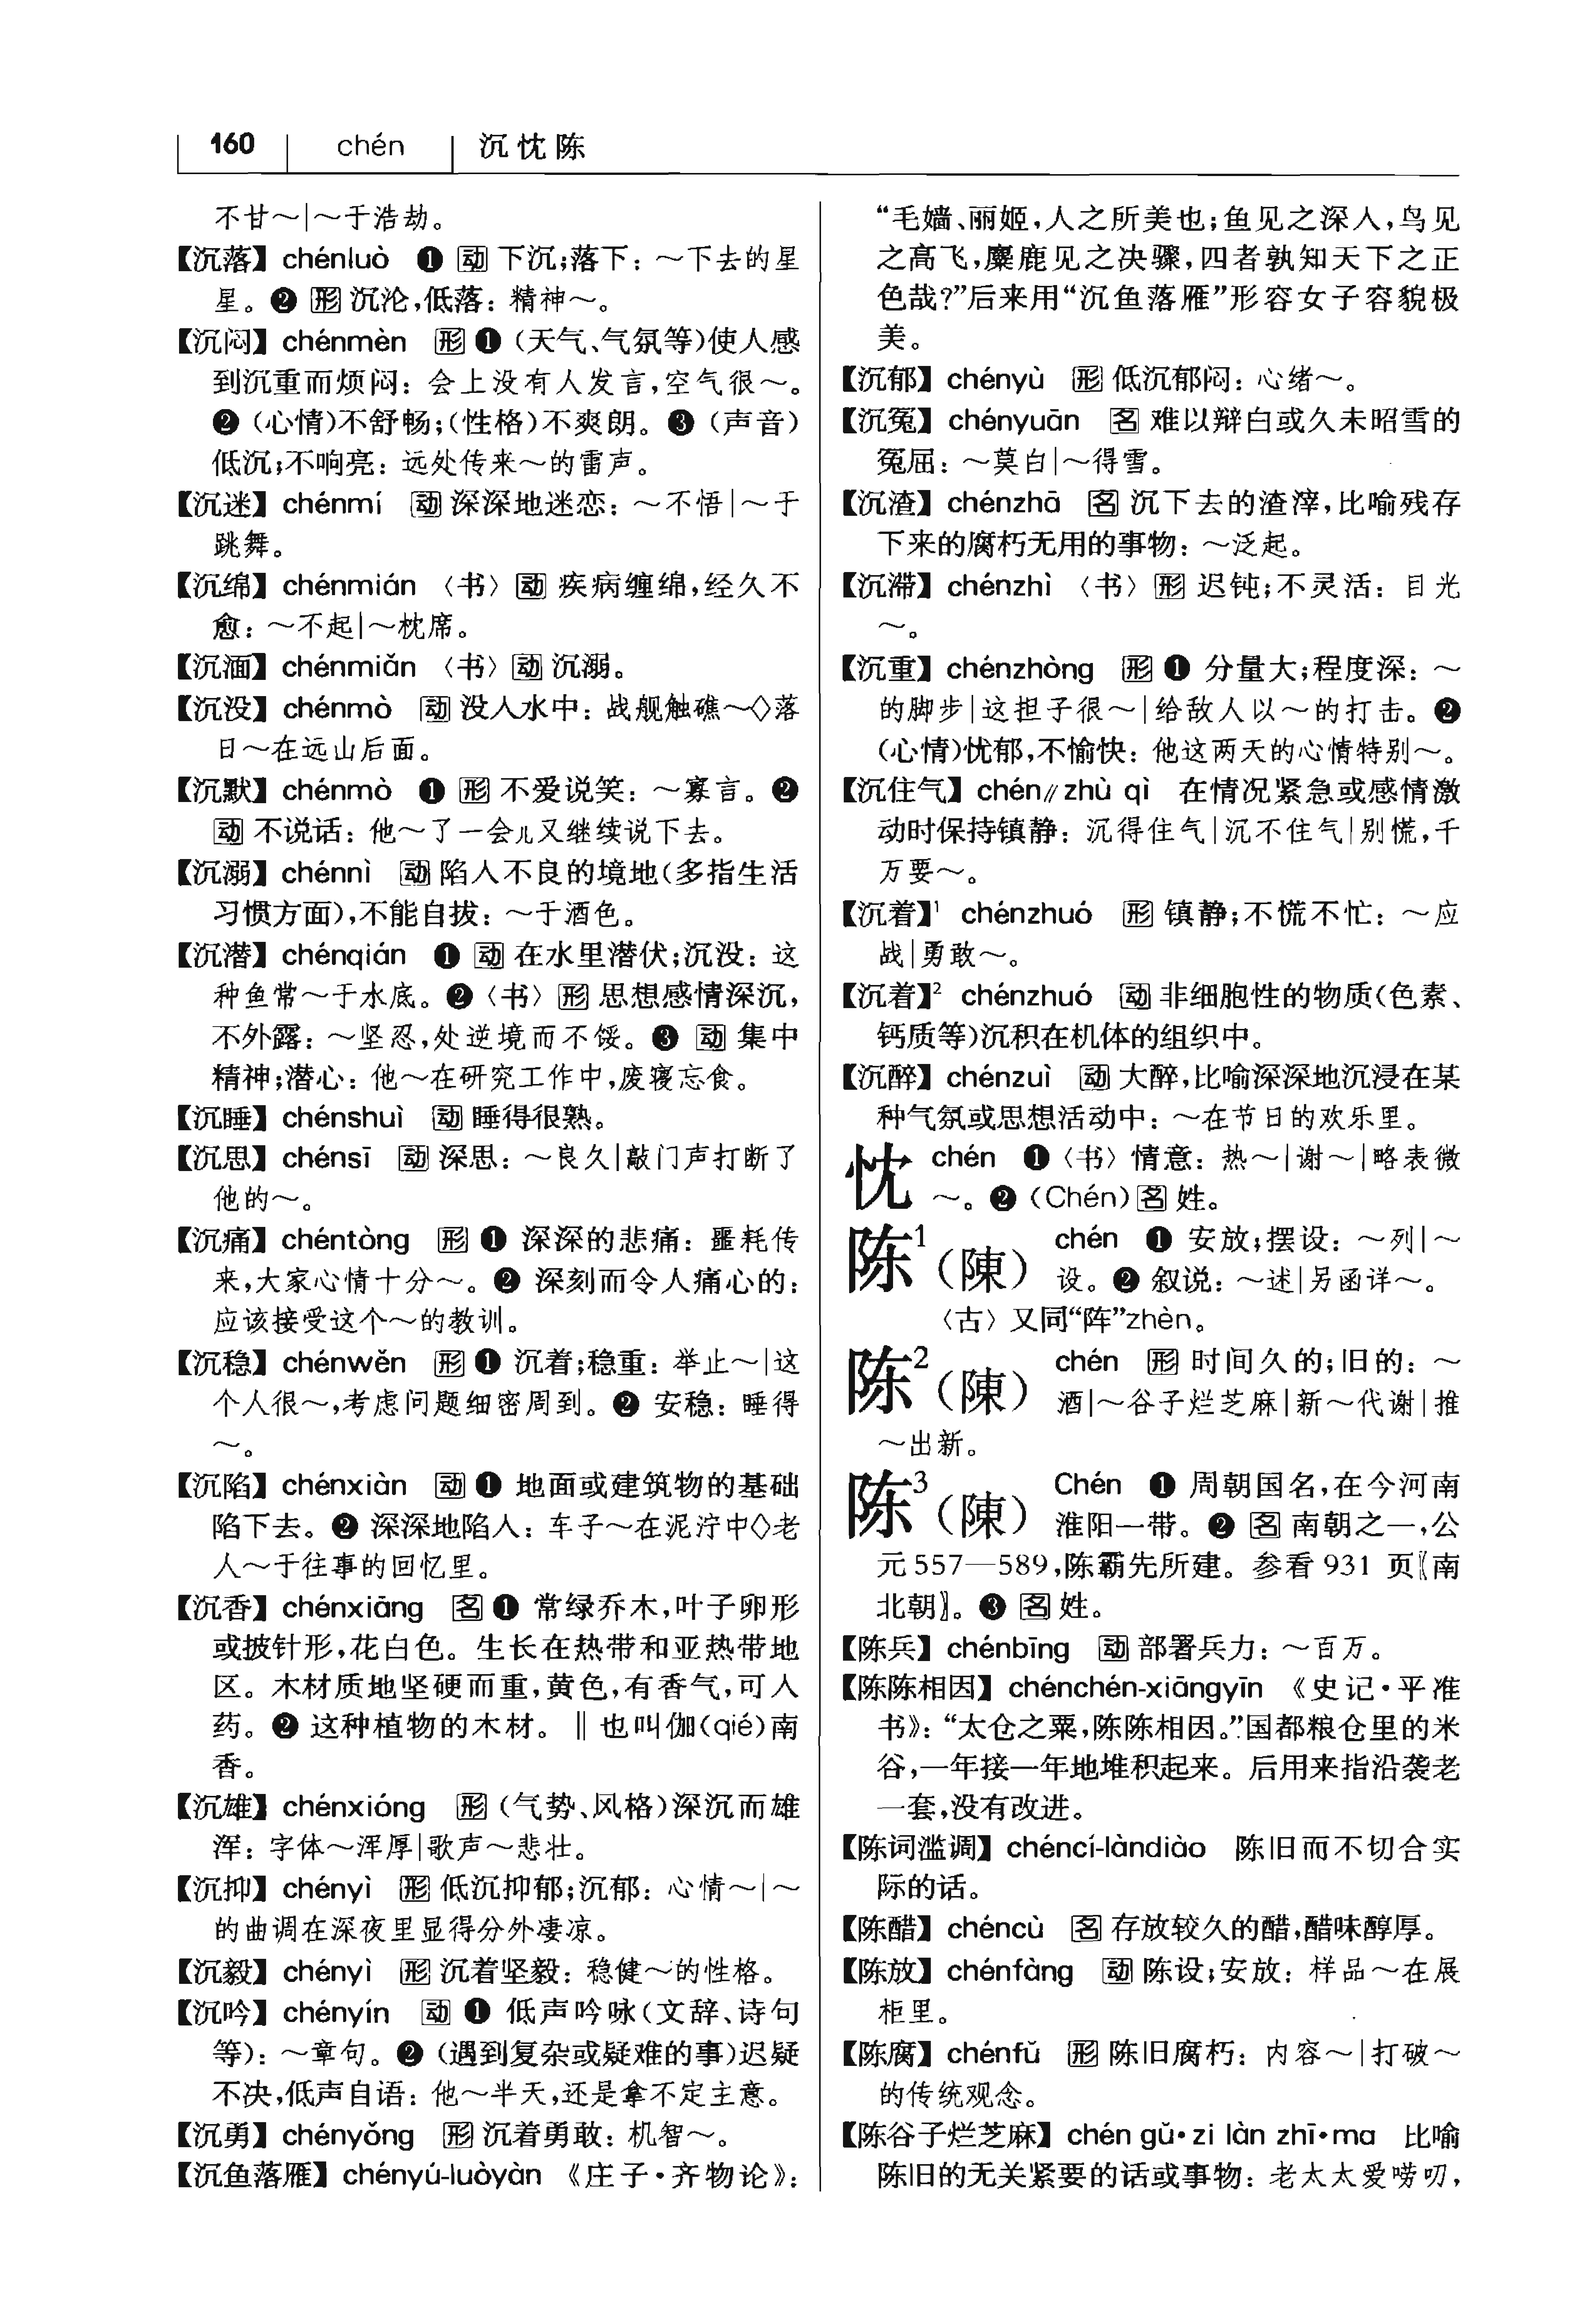 160 chén 沉忱陈
不甘～|～于浩劫。
【沉落】 chénluò ❶ 动 下沉;落下：～下去的星
星。❷ 形 沉沦,低落：精神～。
【沉闷】 chénmèn 形 ❶ (天气、气氛等)使人感
到沉重而烦闷：会上没有人发言,空气很～。
❷ (心情)不舒畅;(性格)不爽朗。❸ (声音)
低沉;不响亮：远处传来～的雷声。
【沉迷】 chénmí 动 深深地迷恋：～不悟|～于
跳舞。
【沉绵】 chénmián 〈书〉 动 疾病缠绵,经久不
愈：～不起|～枕席。
【沉湎】 chénmiǎn 〈书〉 动 沉溺。
【沉没】 chénmò 动 没入水中：战舰触礁～◇落
日～在远山后面。
【沉默】 chénmò ❶ 形 不爱说笑：～寡言。❷
动 不说话：他～了一会儿又继续说下去。
【沉溺】 chénnì 动 陷入不良的境地(多指生活
习惯方面),不能自拔：～于酒色。
【沉潜】 chénqián ❶ 动 在水里潜伏;沉没：这
种鱼常～于水底。❷〈书〉 形 思想感情深沉,
不外露：～坚忍,处逆境而不馁。❸ 动 集中
精神;潜心：他～在研究工作中,废寝忘食。
【沉睡】 chénshuì 动 睡得很熟。
【沉思】 chénsī 动 深思：～良久|敲门声打断了
他的～。
【沉痛】 chéntòng 形 ❶ 深深的悲痛：噩耗传
来,大家心情十分～。❷ 深刻而令人痛心的：
应该接受这个～的教训。
【沉稳】 chénwěn 形 ❶ 沉着;稳重：举止～|这
个人很～,考虑问题细密周到。❷ 安稳：睡得
～。
【沉陷】 chénxiàn 动 ❶ 地面或建筑物的基础
陷下去。❷ 深深地陷入：车子～在泥泞中◇老
人～于往事的回忆里。
【沉香】 chénxiāng 名 ❶ 常绿乔木,叶子卵形
或披针形,花白色。生长在热带和亚热带地
区。木材质地坚硬而重,黄色,有香气,可入
药。❷ 这种植物的木材。‖ 也叫伽(qié)南
香。
【沉雄】 chénxióng 形 (气势、风格)深沉而雄
浑：字体～浑厚|歌声～悲壮。
【沉抑】 chényì 形 低沉抑郁;沉郁：心情～|～
的曲调在深夜里显得分外凄凉。
【沉毅】 chényì 形 沉着坚毅：稳健～的性格。
【沉吟】 chényín 动 ❶ 低声吟咏(文辞、诗句
等)：～章句。❷ (遇到复杂或疑难的事)迟疑
不决,低声自语：他～半天,还是拿不定主意。
【沉勇】 chényǒng 形 沉着勇敢：机智～。
【沉鱼落雁】 chényú-luòyàn 《庄子·齐物论》：
“毛嫱、丽姬,人之所美也;鱼见之深入,鸟见
之高飞,麋鹿见之决骤,四者孰知天下之正
色哉?”后来用“沉鱼落雁”形容女子容貌极
美。
【沉郁】 chényù 形 低沉郁闷：心绪～。
【沉冤】 chényuān 名 难以辩白或久未昭雪的
冤屈：～莫白|～得雪。
【沉渣】 chénzhā 名 沉下去的渣滓,比喻残存
下来的腐朽无用的事物：～泛起。
【沉滞】 chénzhì 〈书〉 形 迟钝;不灵活：目光
～。
【沉重】 chénzhòng 形 ❶ 分量大;程度深：～
的脚步|这担子很～|给敌人以～的打击。❷
(心情)忧郁,不愉快：他这两天的心情特别～。
【沉住气】 chén∥zhù qì 在情况紧急或感情激
动时保持镇静：沉得住气|沉不住气|别慌,千
万要～。
【沉着】¹ chénzhuó 形 镇静;不慌不忙：～应
战|勇敢～。
【沉着】² chénzhuó 动 非细胞性的物质(色素、
钙质等)沉积在机体的组织中。
【沉醉】 chénzuì 动 大醉,比喻深深地沉浸在某
种气氛或思想活动中：～在节日的欢乐里。
忱 chén ❶〈书〉情意：热～|谢～|略表微
～。❷ (Chén) 名 姓。
陈¹(陳) chén ❶ 安放;摆设：～列|～
设。❷ 叙说：～述|另函详～。
〈古〉又同“阵”zhèn。
陈²(陳) chén 形 时间久的;旧的：～
酒|～谷子烂芝麻|新～代谢|推
～出新。
陈³(陳) Chén ❶ 周朝国名,在今河南
淮阳一带。❷ 名 南朝之一,公
元557—589,陈霸先所建。参看931 页〖南
北朝〗。❸ 名 姓。
【陈兵】 chénbīng 动 部署兵力：～百万。
【陈陈相因】 chénchén-xiāngyīn 《史记·平准
书》：“太仓之粟,陈陈相因。”国都粮仓里的米
谷,一年接一年地堆积起来。后用来指沿袭老
一套,没有改进。
【陈词滥调】 chéncí-làndiào 陈旧而不切合实
际的话。
【陈醋】 chéncù 名 存放较久的醋,醋味醇厚。
【陈放】 chénfàng 动 陈设;安放：样品～在展
柜里。
【陈腐】 chénfǔ 形 陈旧腐朽：内容～|打破～
的传统观念。
【陈谷子烂芝麻】 chén gǔ·zi làn zhī·ma 比喻
陈旧的无关紧要的话或事物：老太太爱唠叨,